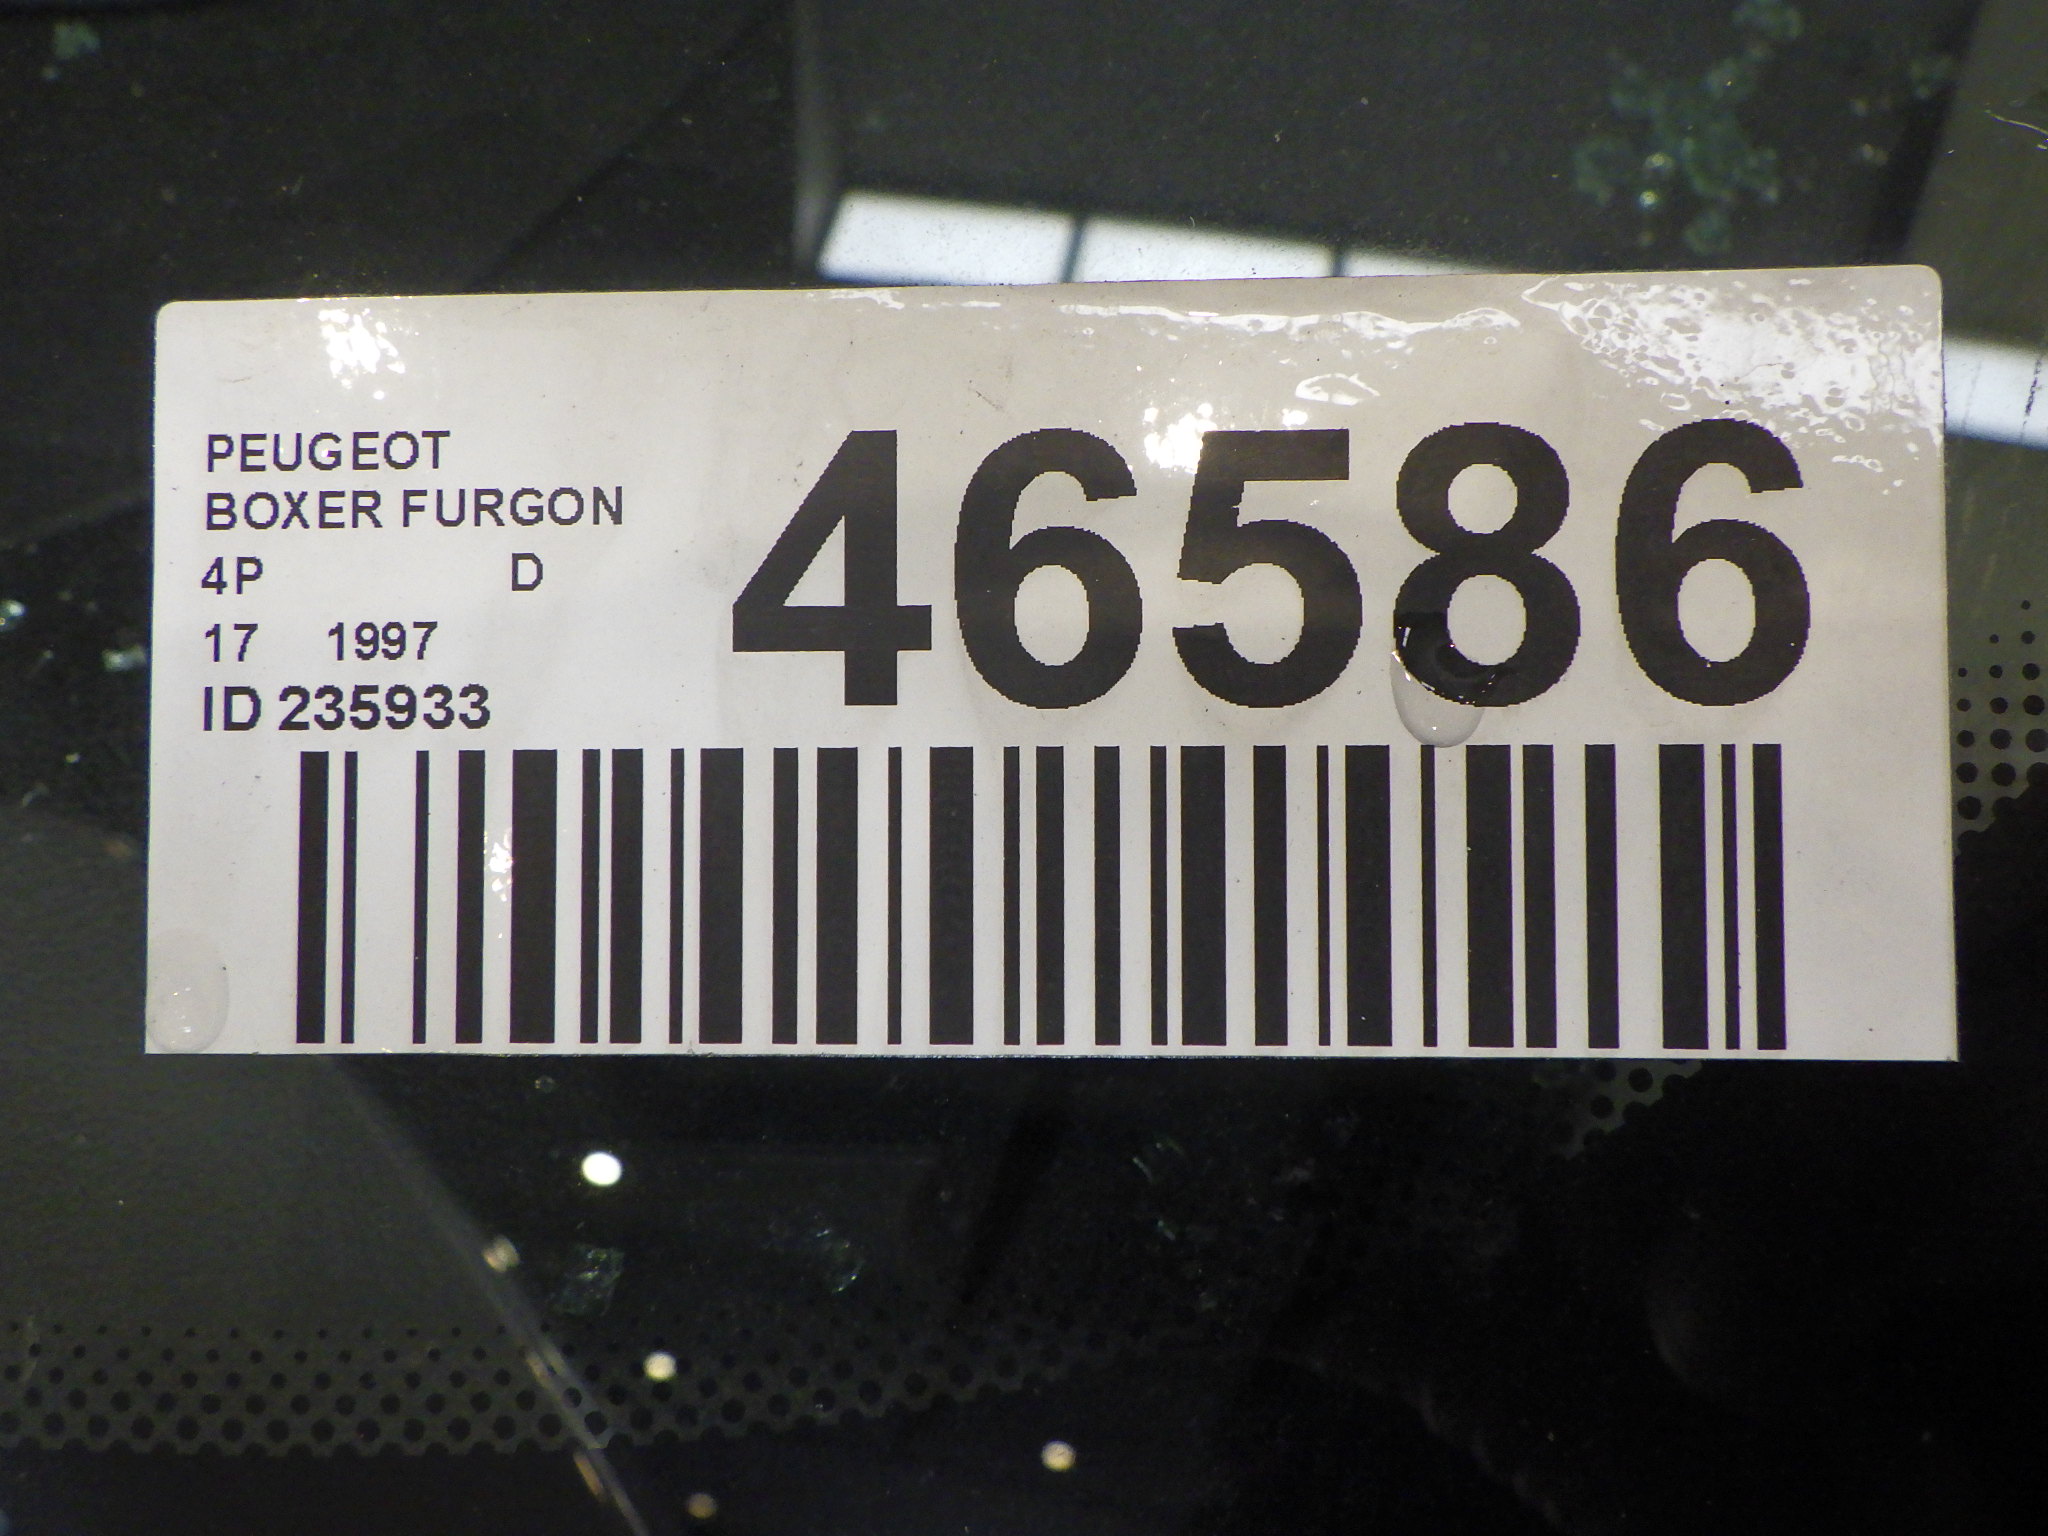 PEUGEOT
BOXER FURGON
4P D
17 1997
ID 235933
46586